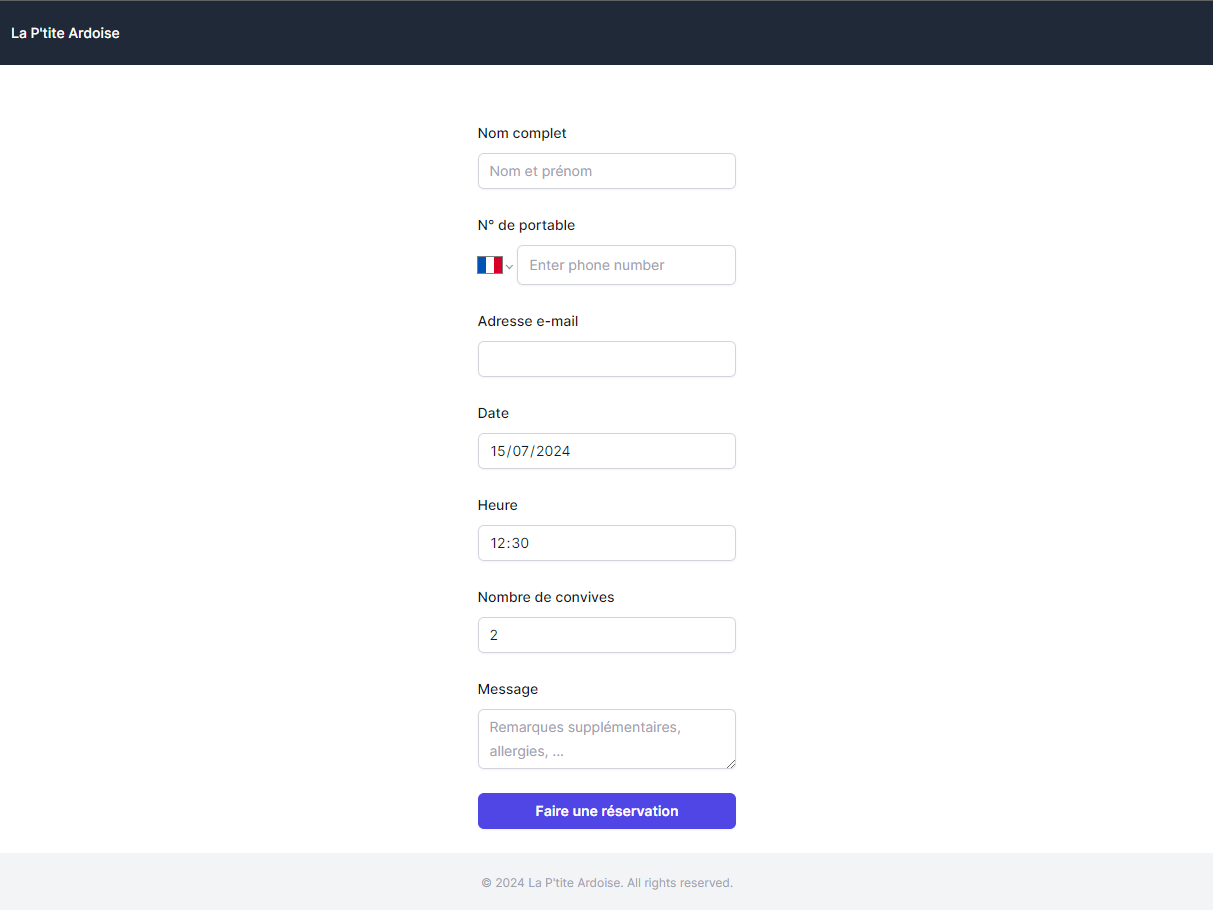 La P'tite Ardoise
Nom complet
Nom et prénom
N° de portable
Enter phone number
Adresse e-mail
Date
15/07/2024
Heure
12:30
Nombre de convives
2
Message
Remarques supplémentaires,
allergies, ...
Faire une réservation
© 2024 La P'tite Ardoise. All rights reserved.